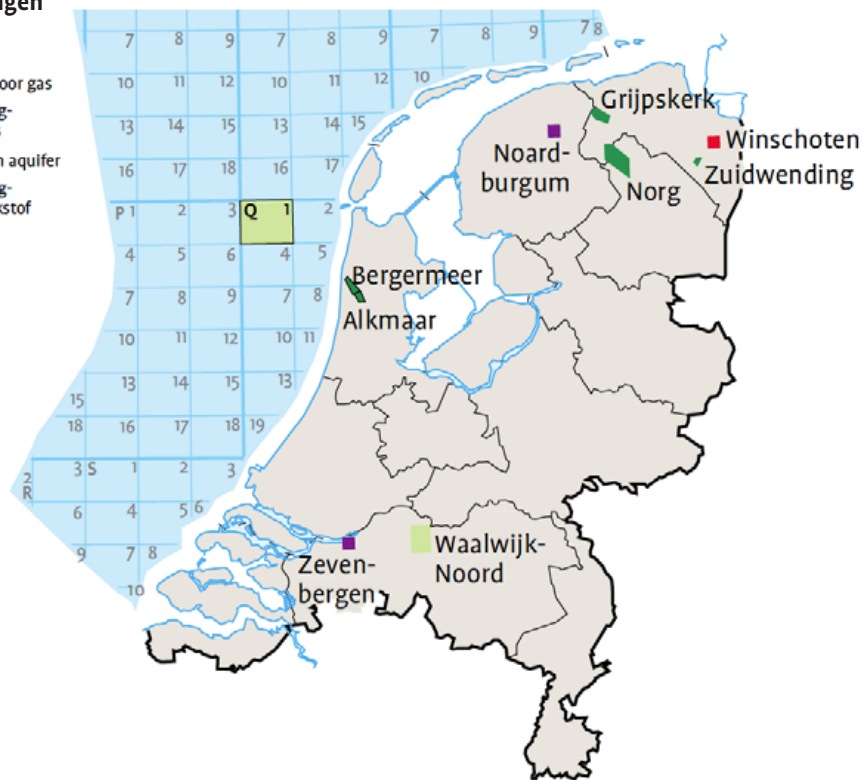 igen
oor gas
g-
n aquifer
g-
kstof
7 8 9 7 9 7 8 9 7 8
10 11 12 10 11 12 10
13 14 15 13 14 15
16 17 18 16 17
P 1 2 3 Q 1 2
4 5 6 4 5
7 8 9 7 8
10 11 12 10 11
13 14 15 13
15
18 16 17 18 19
2
R
3 S 1 2 3
6 4 5 6
9 7 8
10
Grijpskerk
Winschoten
Noard-
burgum
Zuidwending
Norg
Bergermeer
Alkmaar
Waalwijk-
Noord
Zeven-
bergen